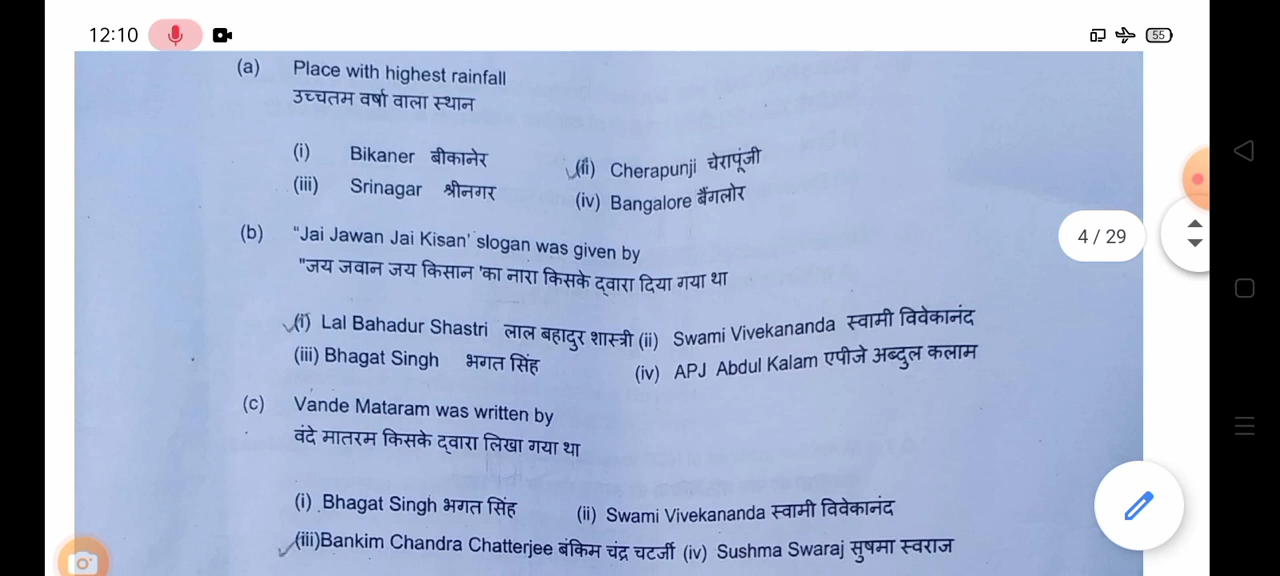 12:10
55
(a) Place with highest rainfall
उच्चतम वर्षा वाला स्थान
(i) Bikaner बीकानेर (ii) Cherapunji चेरापूंजी
(iii) Srinagar श्रीनगर (iv) Bangalore बैंगलोर
4 / 29
(b) "Jai Jawan Jai Kisan' slogan was given by
"जय जवान जय किसान 'का नारा किसके द्वारा दिया गया था
(i) Lal Bahadur Shastri लाल बहादुर शास्त्री (ii) Swami Vivekananda स्वामी विवेकानंद
(iii) Bhagat Singh भगत सिंह (iv) APJ Abdul Kalam एपीजे अब्दुल कलाम
(c) Vande Mataram was written by
वंदे मातरम किसके द्वारा लिखा गया था
(i) Bhagat Singh भगत सिंह (ii) Swami Vivekananda स्वामी विवेकानंद
(iii)Bankim Chandra Chatterjee बंकिम चंद्र चटर्जी (iv) Sushma Swaraj सुषमा स्वराज